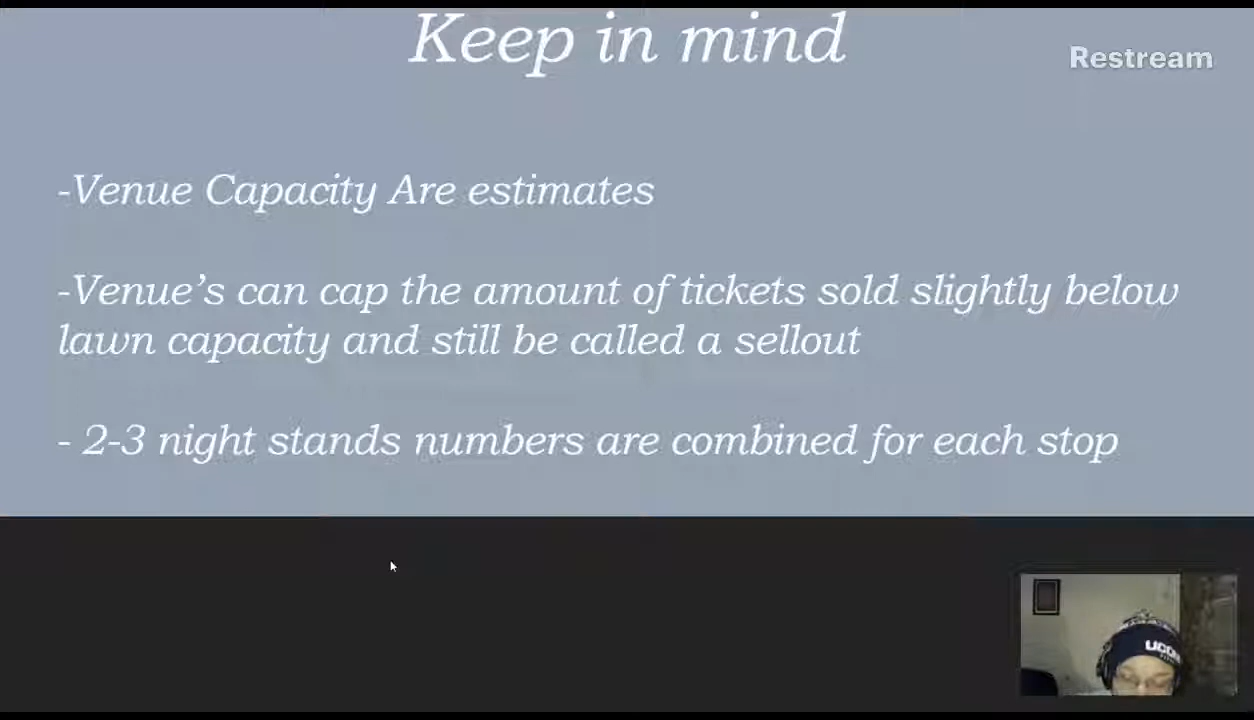 Keep in mind
Restream
-Venue Capacity Are estimates
-Venue’s can cap the amount of tickets sold slightly below
lawn capacity and still be called a sellout
- 2-3 night stands numbers are combined for each stop